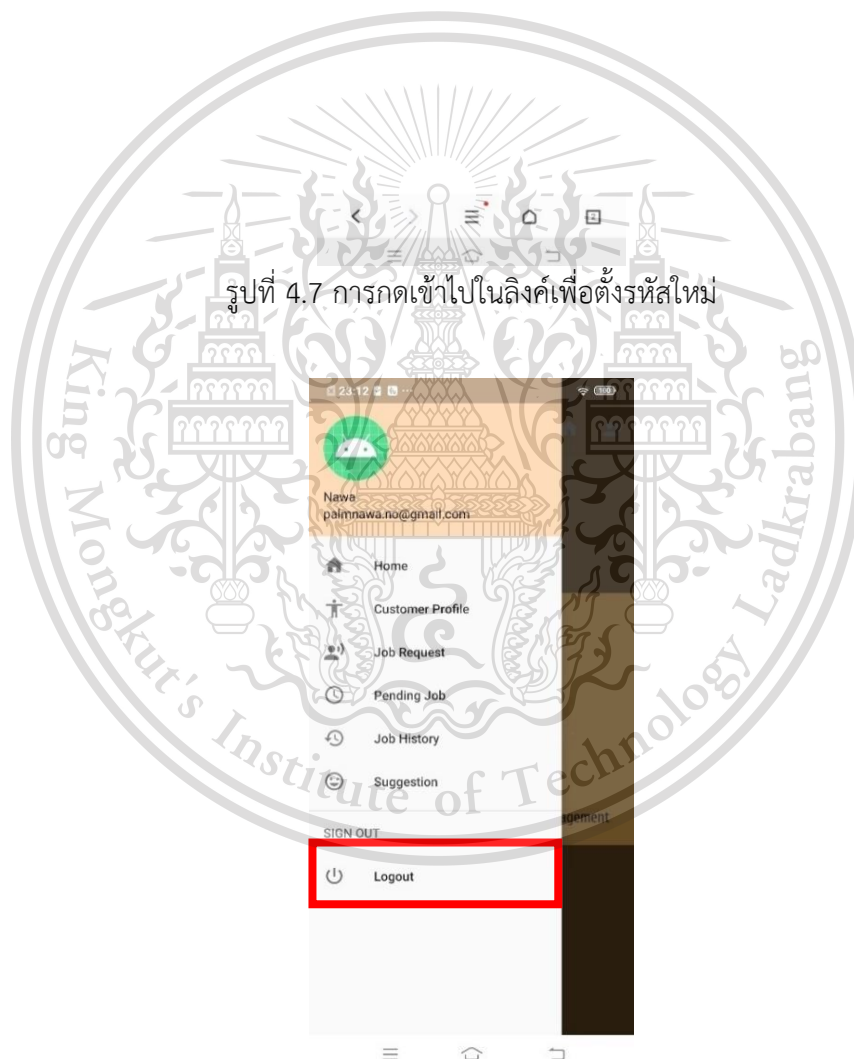 รูปที่ 4.7 การกดเข้าไปในลิงค์เพื่อตั้งรหัสใหม่
23:12
100
Nawa
palmnawa.no@gmail.com
Home
Customer Profile
Job Request
Pending Job
Job History
Suggestion
agement
SIGN OUT
Logout
King Mongkut's Institute of Technology Ladkrabang